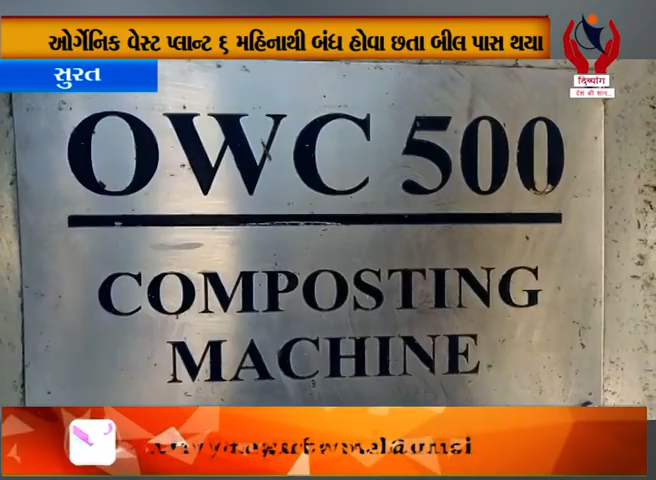 ઓર્ગેનિક વેસ્ટ પ્લાન્ટ ૬ મહિનાથી બંધ હોવા છતા બીલ પાસ થયા
સુરત
दिव्यांग
देश की शान..
OWC 500
COMPOSTING
MACHINE